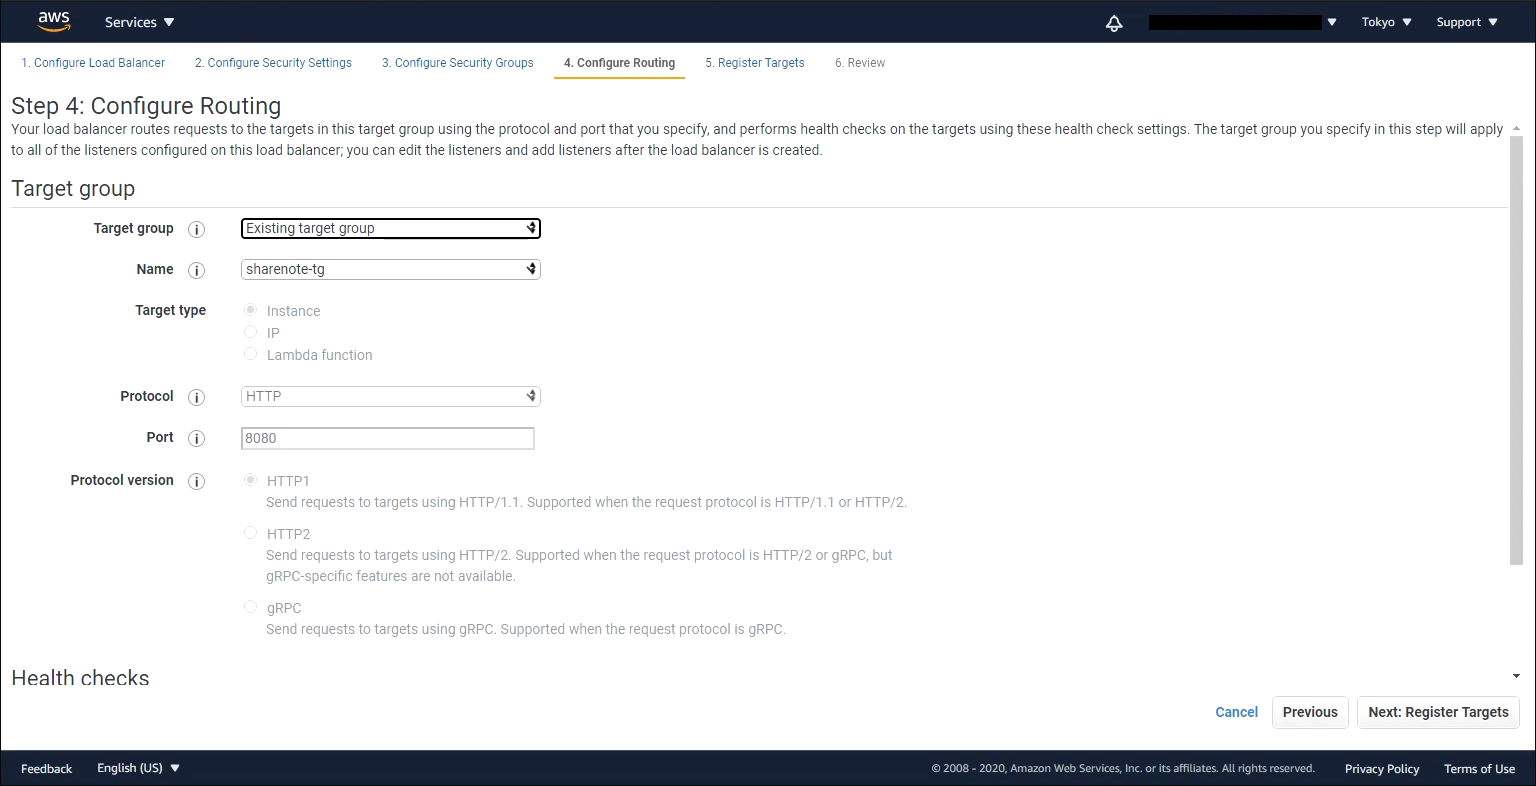 aws Services Tokyo Support
1. Configure Load Balancer 2. Configure Security Settings 3. Configure Security Groups 4. Configure Routing 5. Register Targets 6. Review
Step 4: Configure Routing
Your load balancer routes requests to the targets in this target group using the protocol and port that you specify, and performs health checks on the targets using these health check settings. The target group you specify in this step will apply
to all of the listeners configured on this load balancer; you can edit the listeners and add listeners after the load balancer is created.
Target group
Target group i Existing target group
Name i sharenote-tg
Target type Instance
IP
Lambda function
Protocol i HTTP
Port i 8080
Protocol version i HTTP1
Send requests to targets using HTTP/1.1. Supported when the request protocol is HTTP/1.1 or HTTP/2.
HTTP2
Send requests to targets using HTTP/2. Supported when the request protocol is HTTP/2 or gRPC, but
gRPC-specific features are not available.
gRPC
Send requests to targets using gRPC. Supported when the request protocol is gRPC.
Health checks
Cancel Previous Next: Register Targets
Feedback English (US) © 2008 - 2020, Amazon Web Services, Inc. or its affiliates. All rights reserved. Privacy Policy Terms of Use